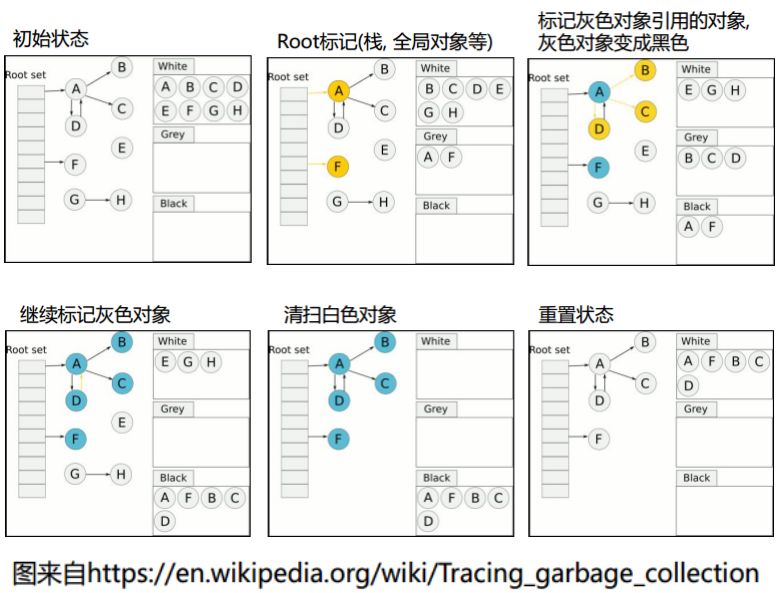 初始状态
Root标记(栈, 全局对象等)
标记灰色对象引用的对象,
灰色对象变成黑色
Root set
A
B
C
D
E
F
G
H
White
A B C D
E F G H
Grey
Black
Root set
A
B
C
D
E
F
G
H
White
B C D E
G H
Grey
A F
Black
Root set
A
B
C
D
E
F
G
H
White
E G H
Grey
B C D
Black
A F
继续标记灰色对象
清扫白色对象
重置状态
Root set
A
B
C
D
E
F
G
H
White
E G H
Grey
Black
A F B C
D
Root set
A
B
C
D
F
White
Grey
Black
A F B C
D
Root set
A
B
C
D
F
White
A F B C
D
Grey
Black
图来自https://en.wikipedia.org/wiki/Tracing_garbage_collection